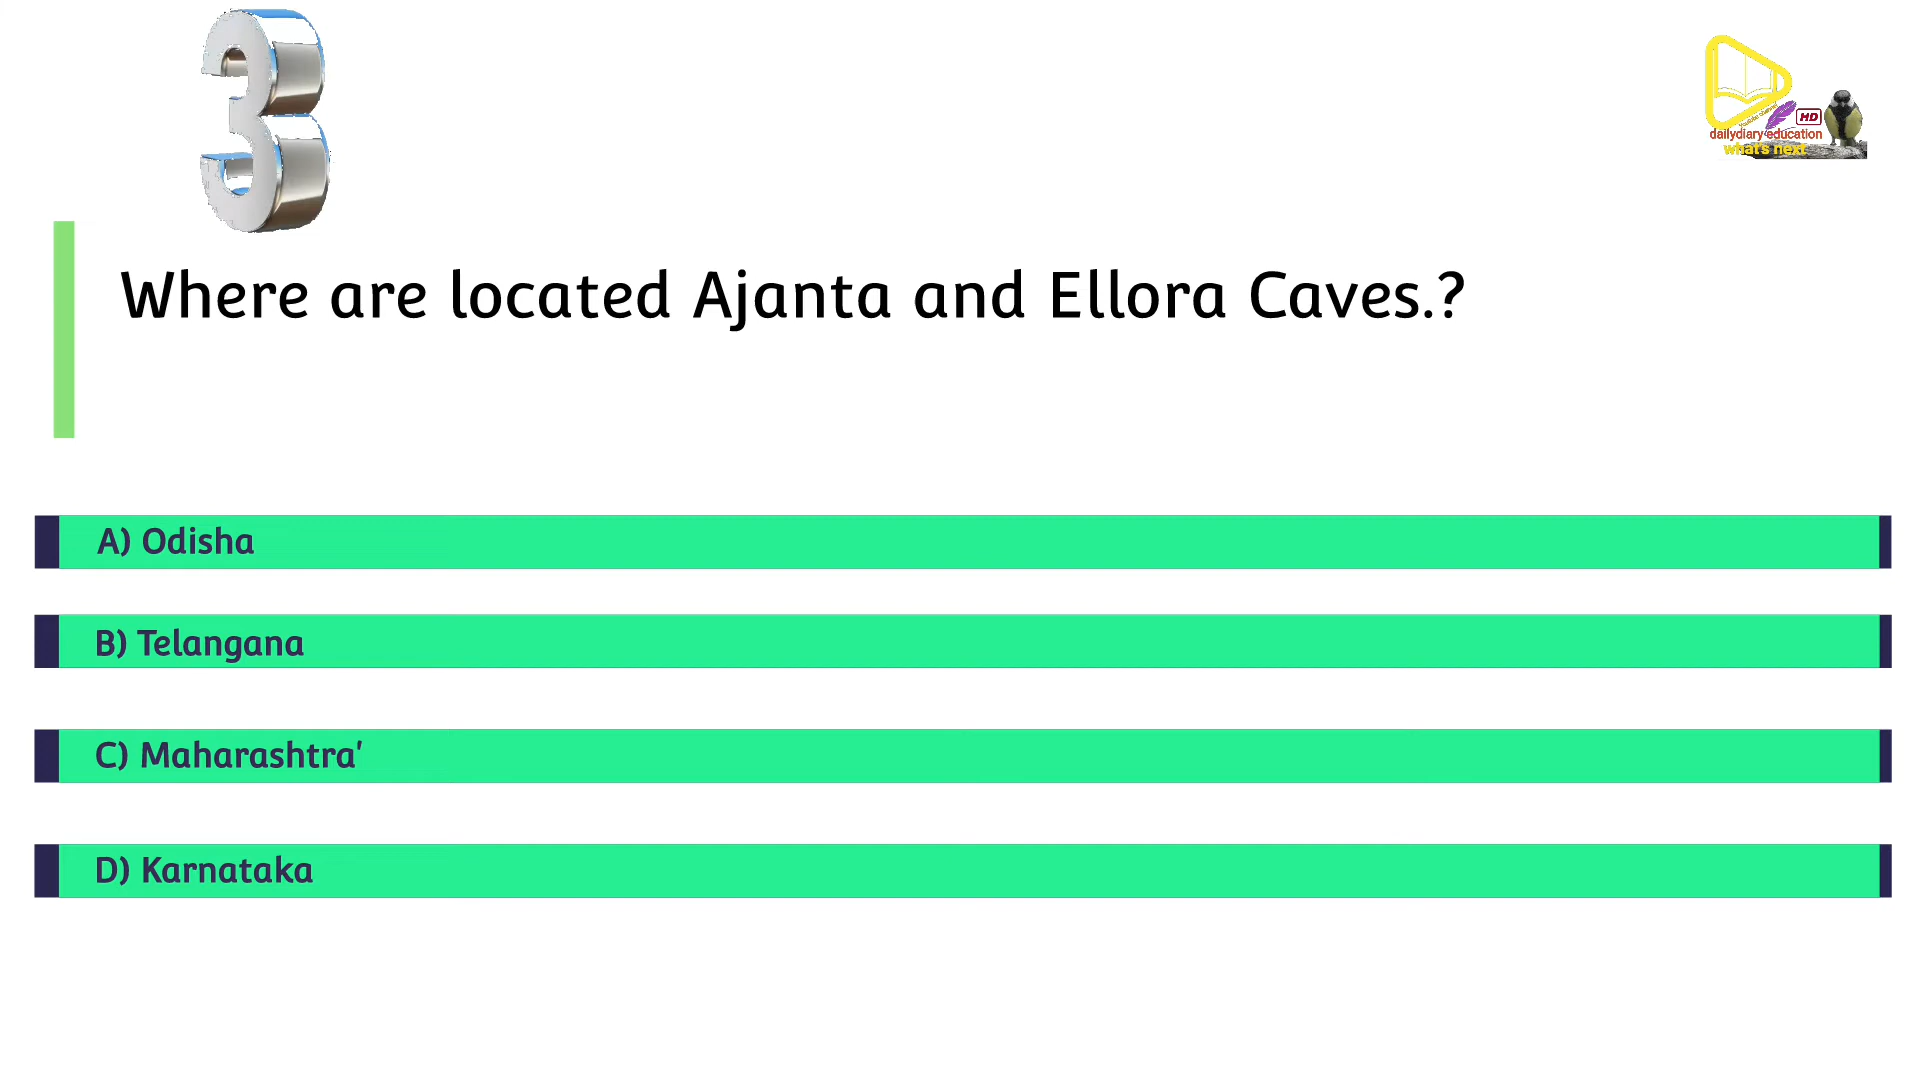 3
HD
dailydiary education
what's next
Where are located Ajanta and Ellora Caves.?
A) Odisha
B) Telangana
C) Maharashtra'
D) Karnataka